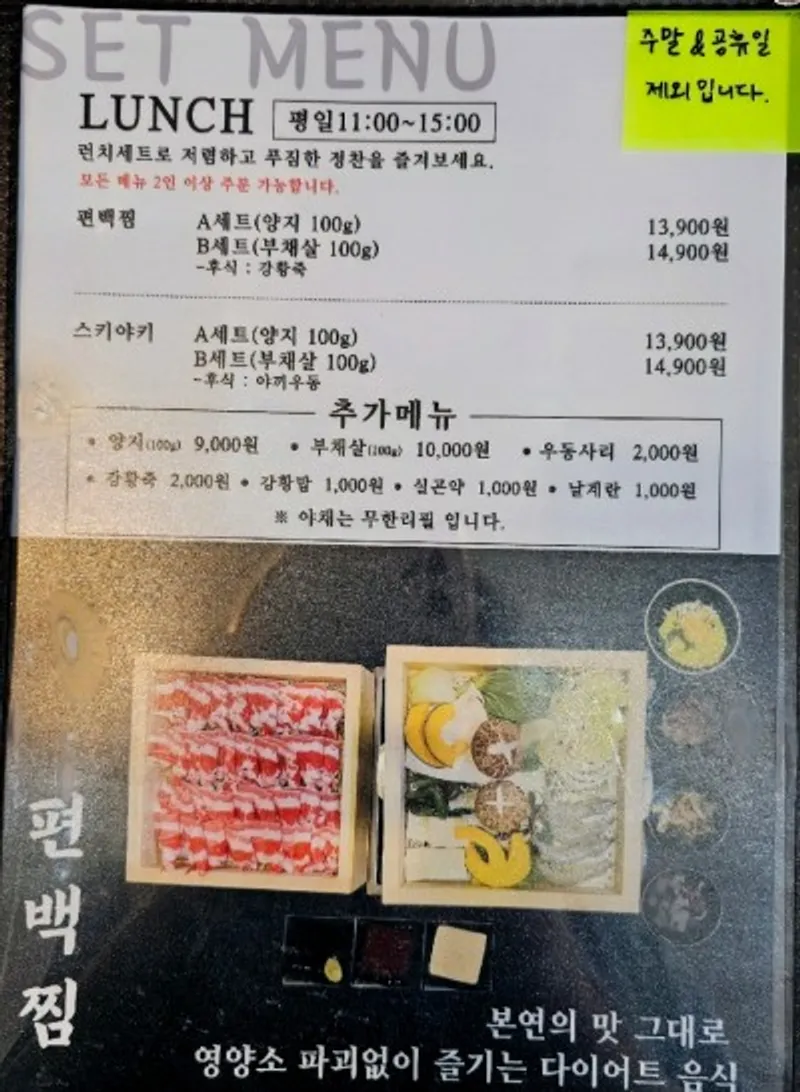 SET MENU
주말 & 공휴일
제외입니다.
LUNCH 평일11:00~15:00
런치세트로 저렴하고 푸짐한 정찬을 즐겨보세요.
모든 메뉴 2인 이상 주문 가능합니다.
편백찜 A세트(양지 100g) 13,900원
B세트(부채살 100g) 14,900원
-후식 : 강황죽
스키야키 A세트(양지 100g) 13,900원
B세트(부채살 100g) 14,900원
-후식 : 야끼우동
추가메뉴
• 양지(100g) 9,000원 • 부채살(100g) 10,000원 • 우동사리 2,000원
• 강황죽 2,000원 • 강황밥 1,000원 • 실곤약 1,000원 • 날계란 1,000원
※ 야채는 무한리필 입니다.
편백찜
본연의 맛 그대로
영양소 파괴없이 즐기는 다이어트 음식